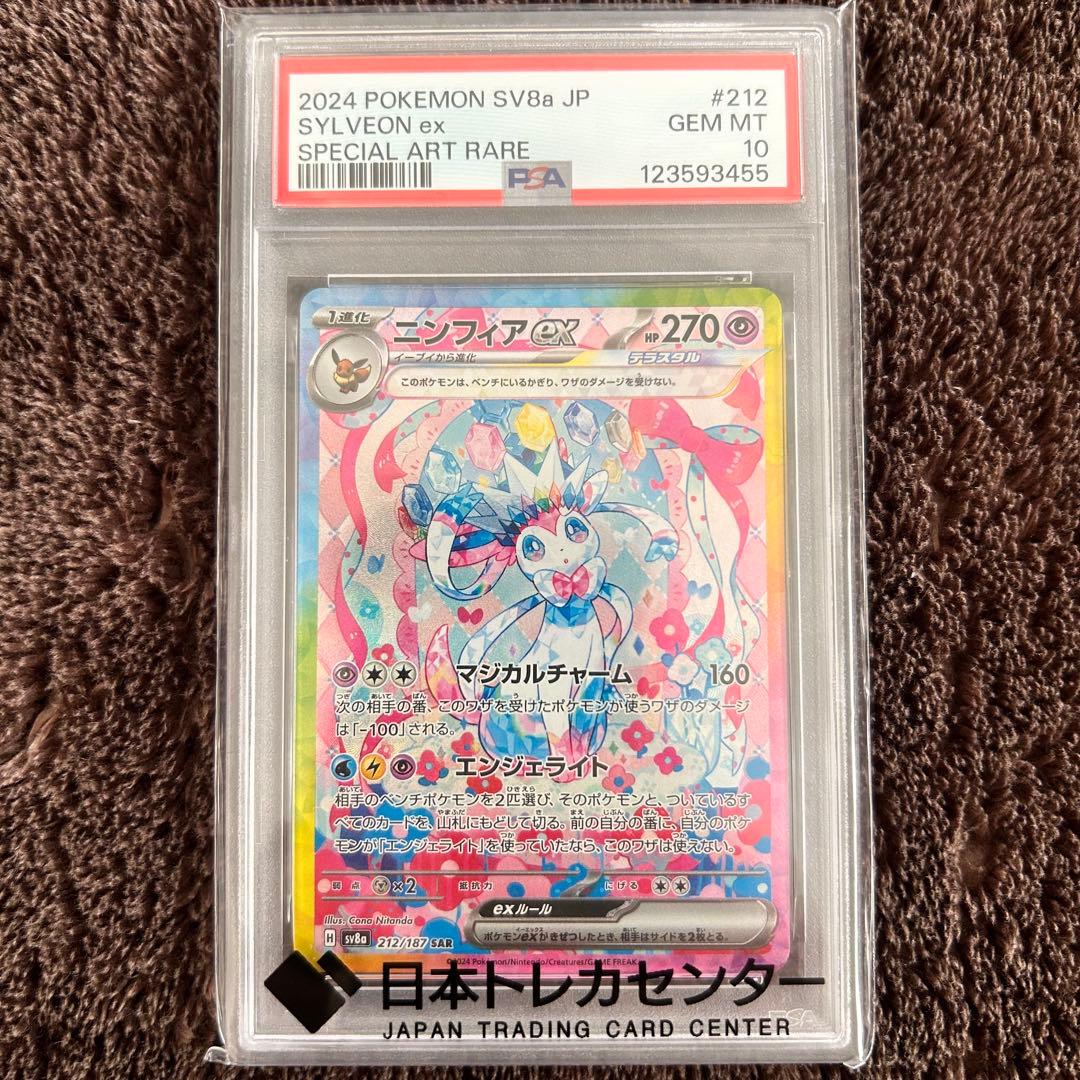 2024 POKEMON SV8a JP #212
SYLVEON ex GEM MT
SPECIAL ART RARE 10
PSA 123593455
1進化 ニンフィアex HP270
イーブイから進化 テラスタル
このポケモンは、ベンチにいるかぎり、ワザのダメージを受けない。
マジカルチャーム 160
次の相手の番、このワザを受けたポケモンが使うワザのダメージ
は「-100」される。
エンジェライト
相手のベンチポケモンを2匹選び、そのポケモンと、ついているす
べてのカードを、山札にもどして切る。前の自分の番に、自分のポケ
モンが「エンジェライト」を使っていたなら、このワザは使えない。
弱点 ×2 抵抗力 にげる
exルール
ポケモンexがきぜつしたとき、相手はサイドを2枚とる。
Illus. Cona Nitanda
H sv8a 212/187 SAR
©2024 Pokémon/Nintendo/Creatures/GAME FREAK
日本トレカセンター
JAPAN TRADING CARD CENTER
PSA